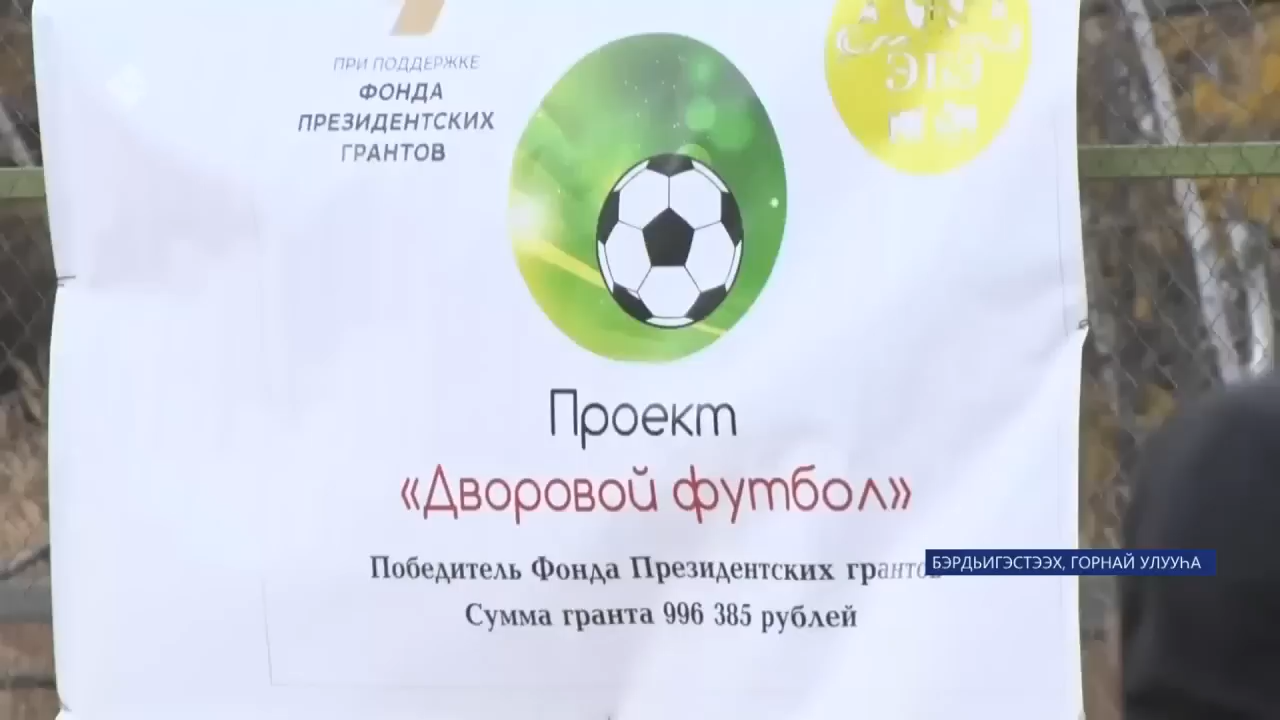 ПРИ ПОДДЕРЖКЕ
ФОНДА
ПРЕЗИДЕНТСКИХ
ГРАНТОВ
ЭБЭ
Проект
«Дворовой футбол»
Победитель Фонда Президентских грантов
Сумма гранта 996 385 рублей
БЭРДЬИГЭСТЭЭХ, ГОРНАЙ УЛУУҺА